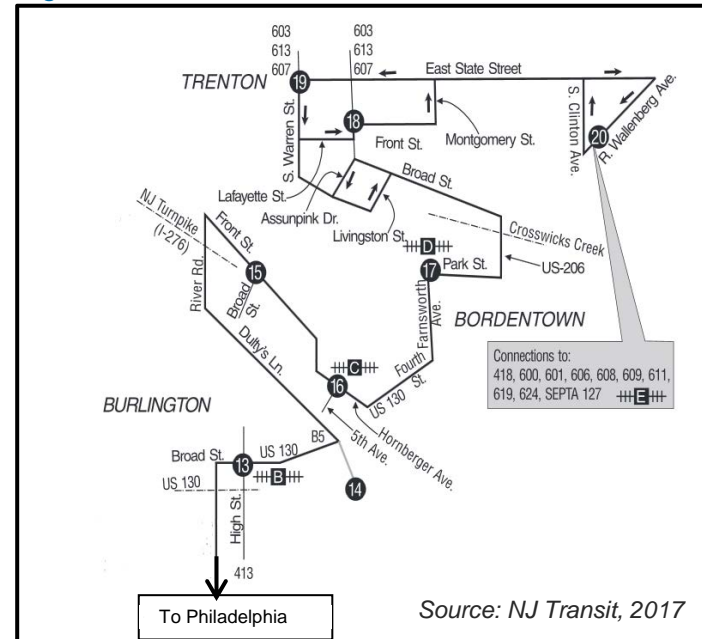 603
613
607
603
613
607
TRENTON
19
18
East State Street
S. Warren St.
Front St.
Montgomery St.
S. Clinton Ave.
20
R. Wallenberg Ave.
Lafayette St.
Assunpink Dr.
Livingston St.
Broad St.
Crosswicks Creek
US-206
NJ Turnpike
(I-276)
Front St.
River Rd.
15
Broad
St.
D
17
Park St.
Farnsworth
Ave.
BORDENTOWN
Fourth
St.
US 130
C
16
Hornberger Ave.
5th Ave.
Dulty's Ln.
Connections to:
418, 600, 601, 606, 608, 609, 611,
619, 624, SEPTA 127
E
BURLINGTON
B5
Broad St.
US 130
13
B
US 130
14
High St.
413
To Philadelphia
Source: NJ Transit, 2017